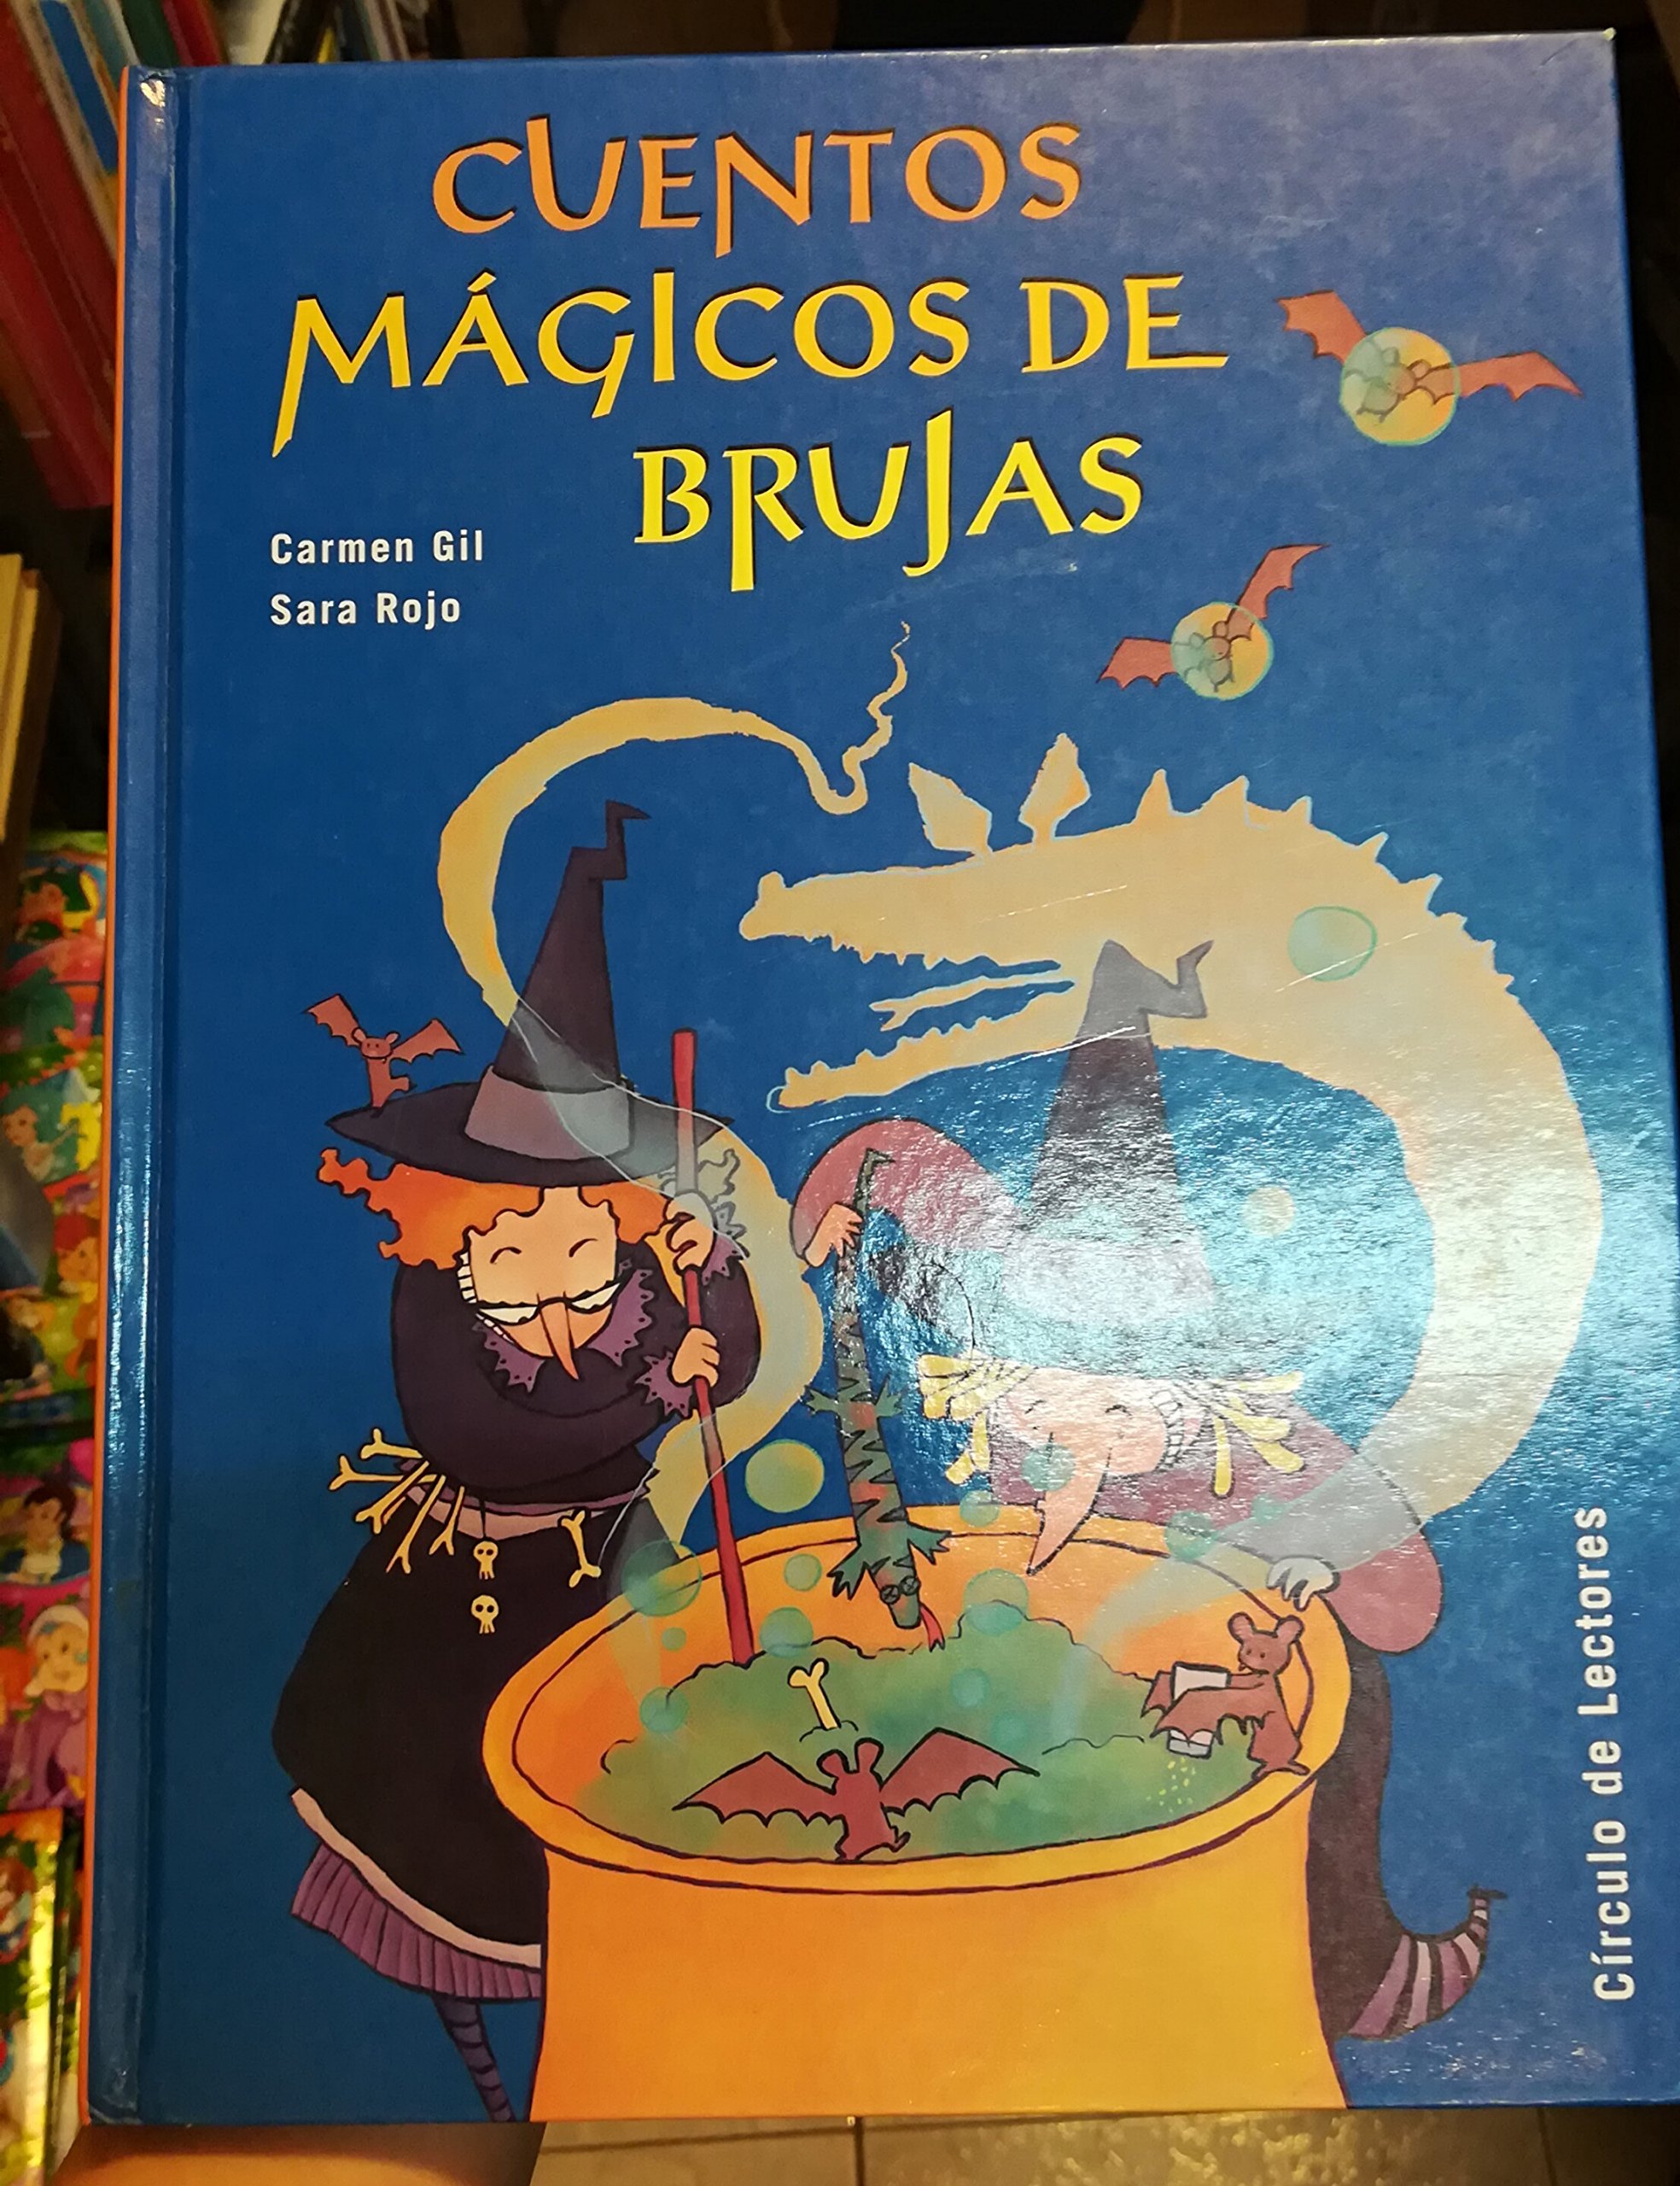 CUENTOS
MÁGICOS DE
BRUJAS
Carmen Gil
Sara Rojo
Círculo de Lectores